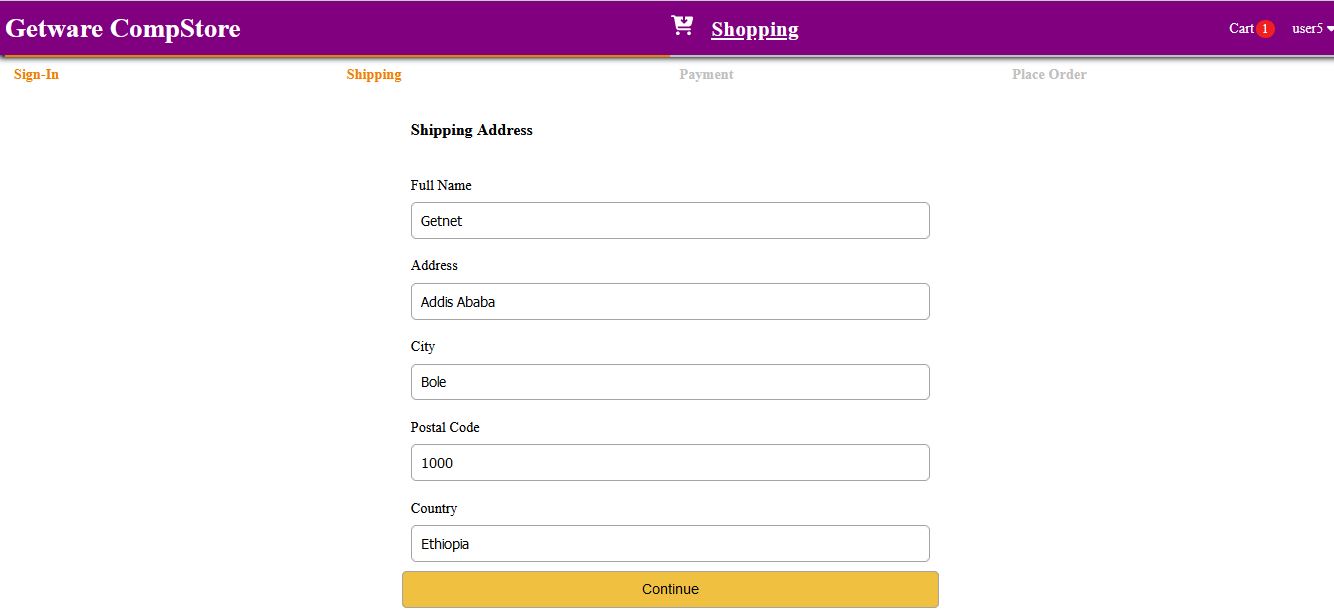 Getware CompStore Shopping Cart 1 user5
Sign-In Shipping Payment Place Order
Shipping Address
Full Name
Getnet
Address
Addis Ababa
City
Bole
Postal Code
1000
Country
Ethiopia
Continue